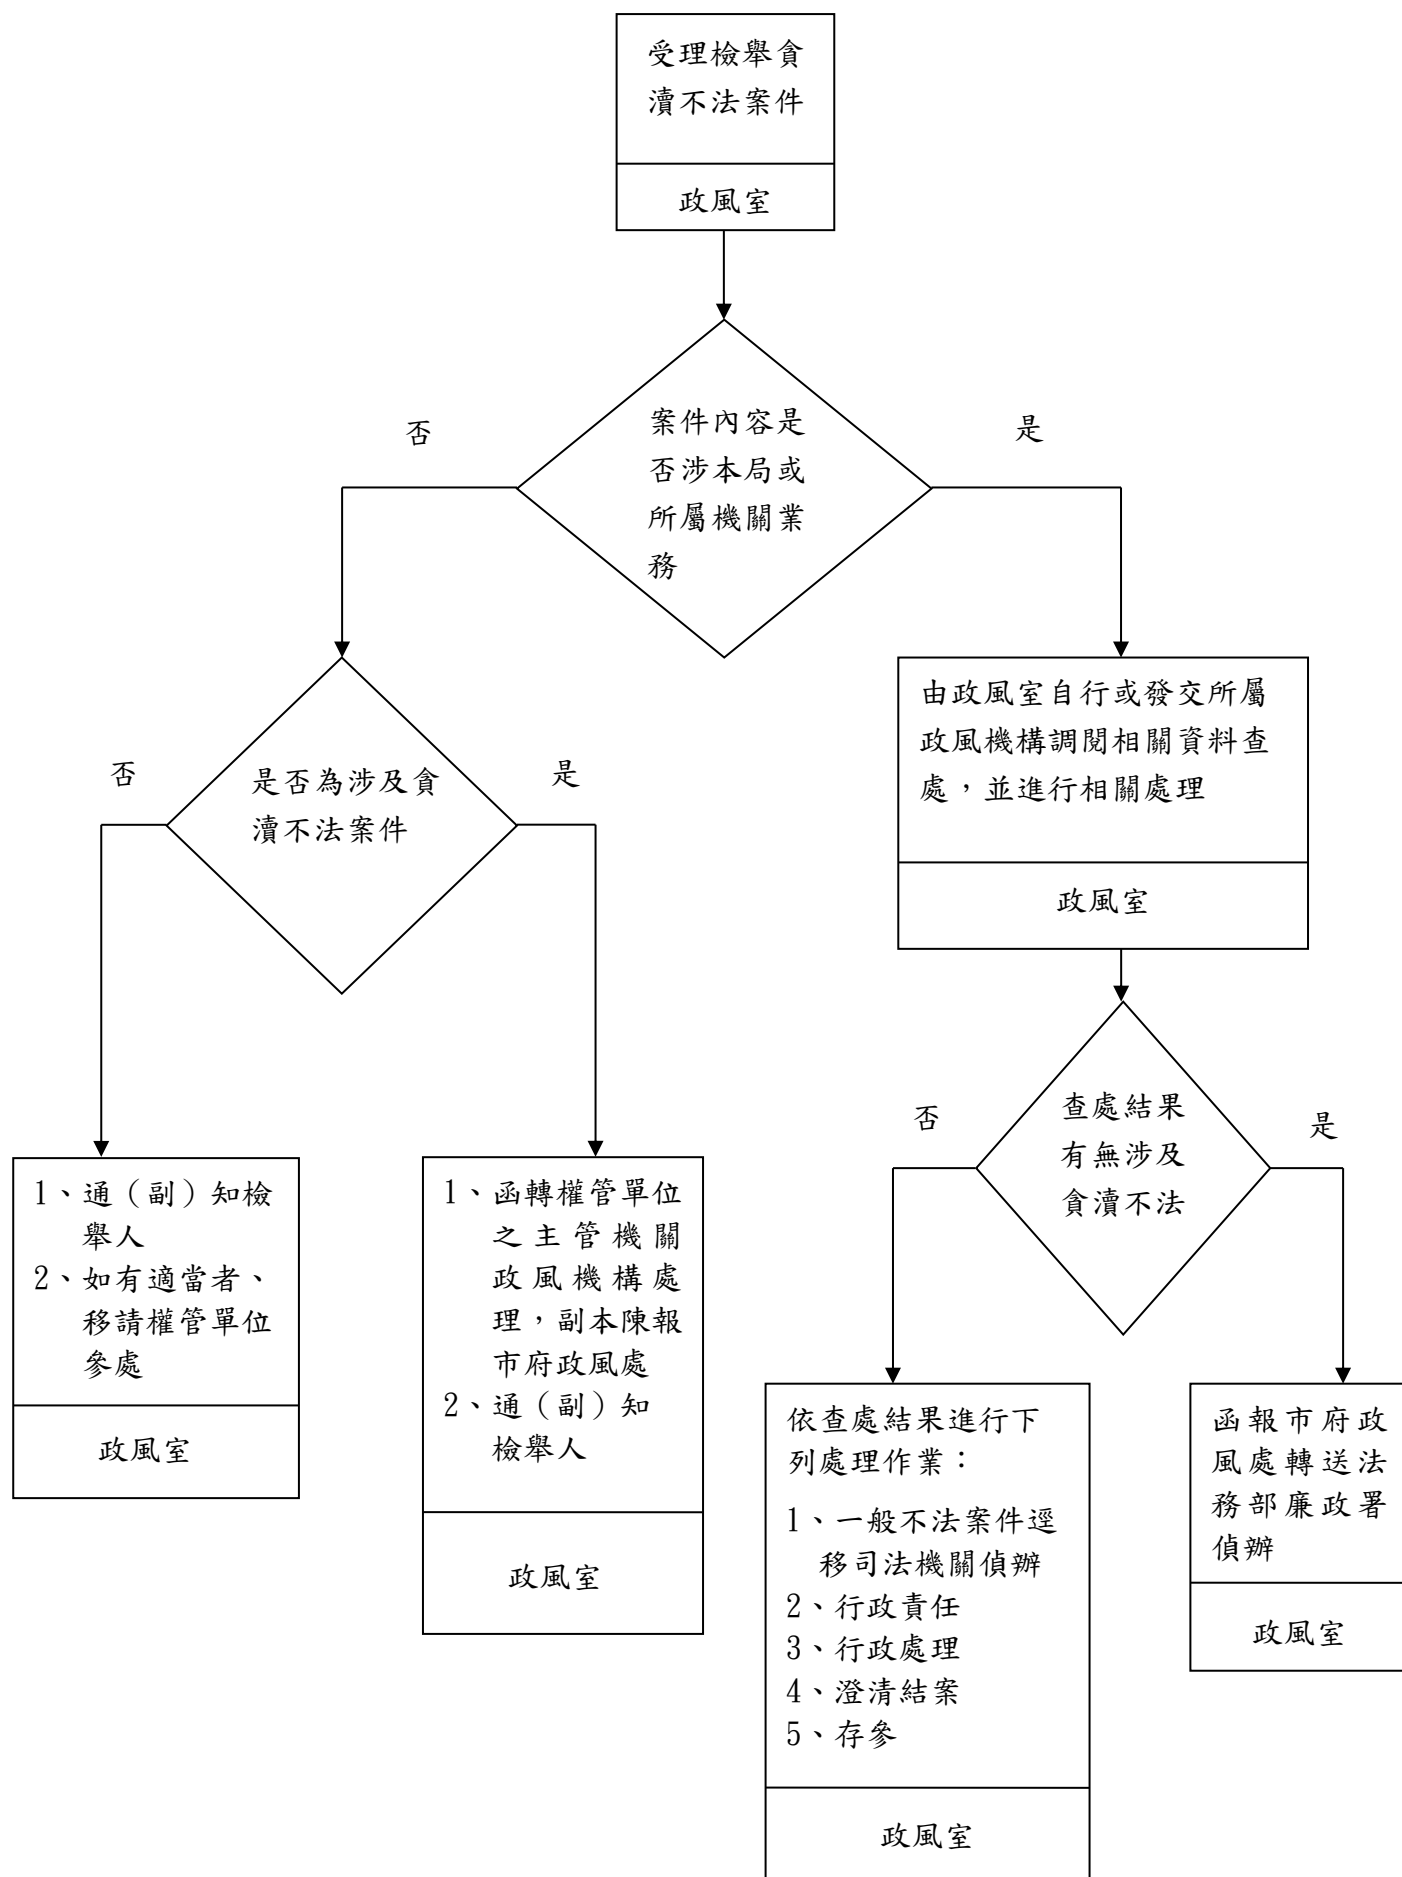 受理檢舉貪
瀆不法案件
政風室
案件內容是
否涉本局或
所屬機關業
務
否
是
是否為涉及貪
瀆不法案件
否
是
由政風室自行或發交所屬
政風機構調閱相關資料查
處，並進行相關處理
政風室
查處結果
有無涉及
貪瀆不法
否
是
1、通（副）知檢
舉人
2、如有適當者、
移請權管單位
參處
政風室
1、函轉權管單位
之主管機關
政風機構處
理，副本陳報
市府政風處
2、通（副）知
檢舉人
政風室
依查處結果進行下
列處理作業：
1、一般不法案件逕
移司法機關偵辦
2、行政責任
3、行政處理
4、澄清結案
5、存參
政風室
函報市府政
風處轉送法
務部廉政署
偵辦
政風室